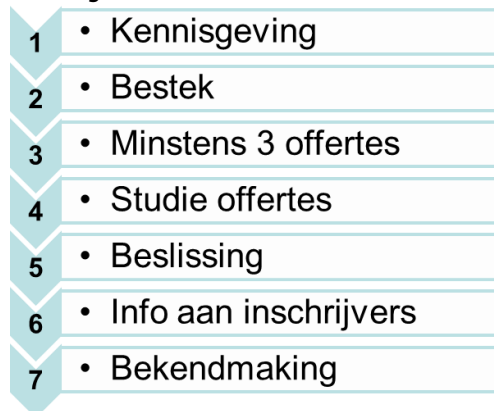 1 • Kennisgeving
2 • Bestek
3 • Minstens 3 offertes
4 • Studie offertes
5 • Beslissing
6 • Info aan inschrijvers
7 • Bekendmaking